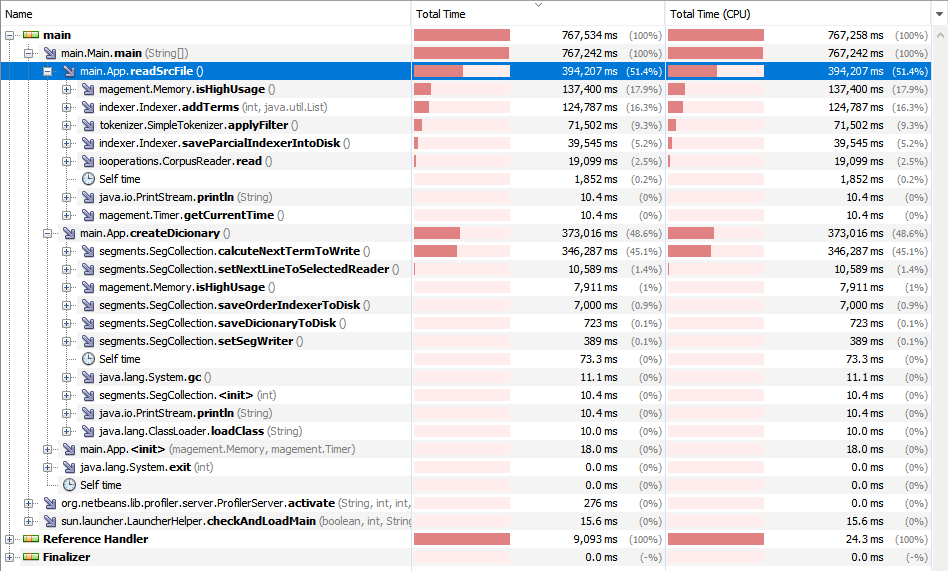 Name Total Time Total Time (CPU)
main 767,534 ms (100%) 767,258 ms (100%)
main.Main.main (String[]) 767,242 ms (100%) 767,242 ms (100%)
main.App.readSrcFile () 394,207 ms (51.4%) 394,207 ms (51.4%)
magement.Memory.isHighUsage () 137,400 ms (17.9%) 137,400 ms (17.9%)
indexer.Indexer.addTerms (int, java.util.List) 124,787 ms (16.3%) 124,787 ms (16.3%)
tokenizer.SimpleTokenizer.applyFilter () 71,502 ms (9.3%) 71,502 ms (9.3%)
indexer.Indexer.saveParcialIndexerIntoDisk () 39,545 ms (5.2%) 39,545 ms (5.2%)
iooperations.CorpusReader.read () 19,099 ms (2.5%) 19,099 ms (2.5%)
Self time 1,852 ms (0.2%) 1,852 ms (0.2%)
java.io.PrintStream.println (String) 10.4 ms (0%) 10.4 ms (0%)
magement.Timer.getCurrentTime () 10.4 ms (0%) 10.4 ms (0%)
main.App.createDicionary () 373,016 ms (48.6%) 373,016 ms (48.6%)
segments.SegCollection.calcuteNextTermToWrite () 346,287 ms (45.1%) 346,287 ms (45.1%)
segments.SegCollection.setNextLineToSelectedReader () 10,589 ms (1.4%) 10,589 ms (1.4%)
magement.Memory.isHighUsage () 7,911 ms (1%) 7,911 ms (1%)
segments.SegCollection.saveOrderIndexerToDisk () 7,000 ms (0.9%) 7,000 ms (0.9%)
segments.SegCollection.saveDicionaryToDisk () 723 ms (0.1%) 723 ms (0.1%)
segments.SegCollection.setSegWriter () 389 ms (0.1%) 389 ms (0.1%)
Self time 73.3 ms (0%) 73.3 ms (0%)
java.lang.System.gc () 11.1 ms (0%) 11.1 ms (0%)
segments.SegCollection.<init> (int) 10.4 ms (0%) 10.4 ms (0%)
java.io.PrintStream.println (String) 10.4 ms (0%) 10.4 ms (0%)
java.lang.ClassLoader.loadClass (String) 10.0 ms (0%) 10.0 ms (0%)
main.App.<init> (magement.Memory, magement.Timer) 18.0 ms (0%) 18.0 ms (0%)
java.lang.System.exit (int) 0.0 ms (0%) 0.0 ms (0%)
Self time 0.0 ms (0%) 0.0 ms (0%)
org.netbeans.lib.profiler.server.ProfilerServer.activate (String, int, int, 276 ms (0%) 0.0 ms (0%)
sun.launcher.LauncherHelper.checkAndLoadMain (boolean, int, String 15.6 ms (0%) 15.6 ms (0%)
Reference Handler 9,093 ms (100%) 24.3 ms (100%)
Finalizer 0.0 ms (-%) 0.0 ms (-%)